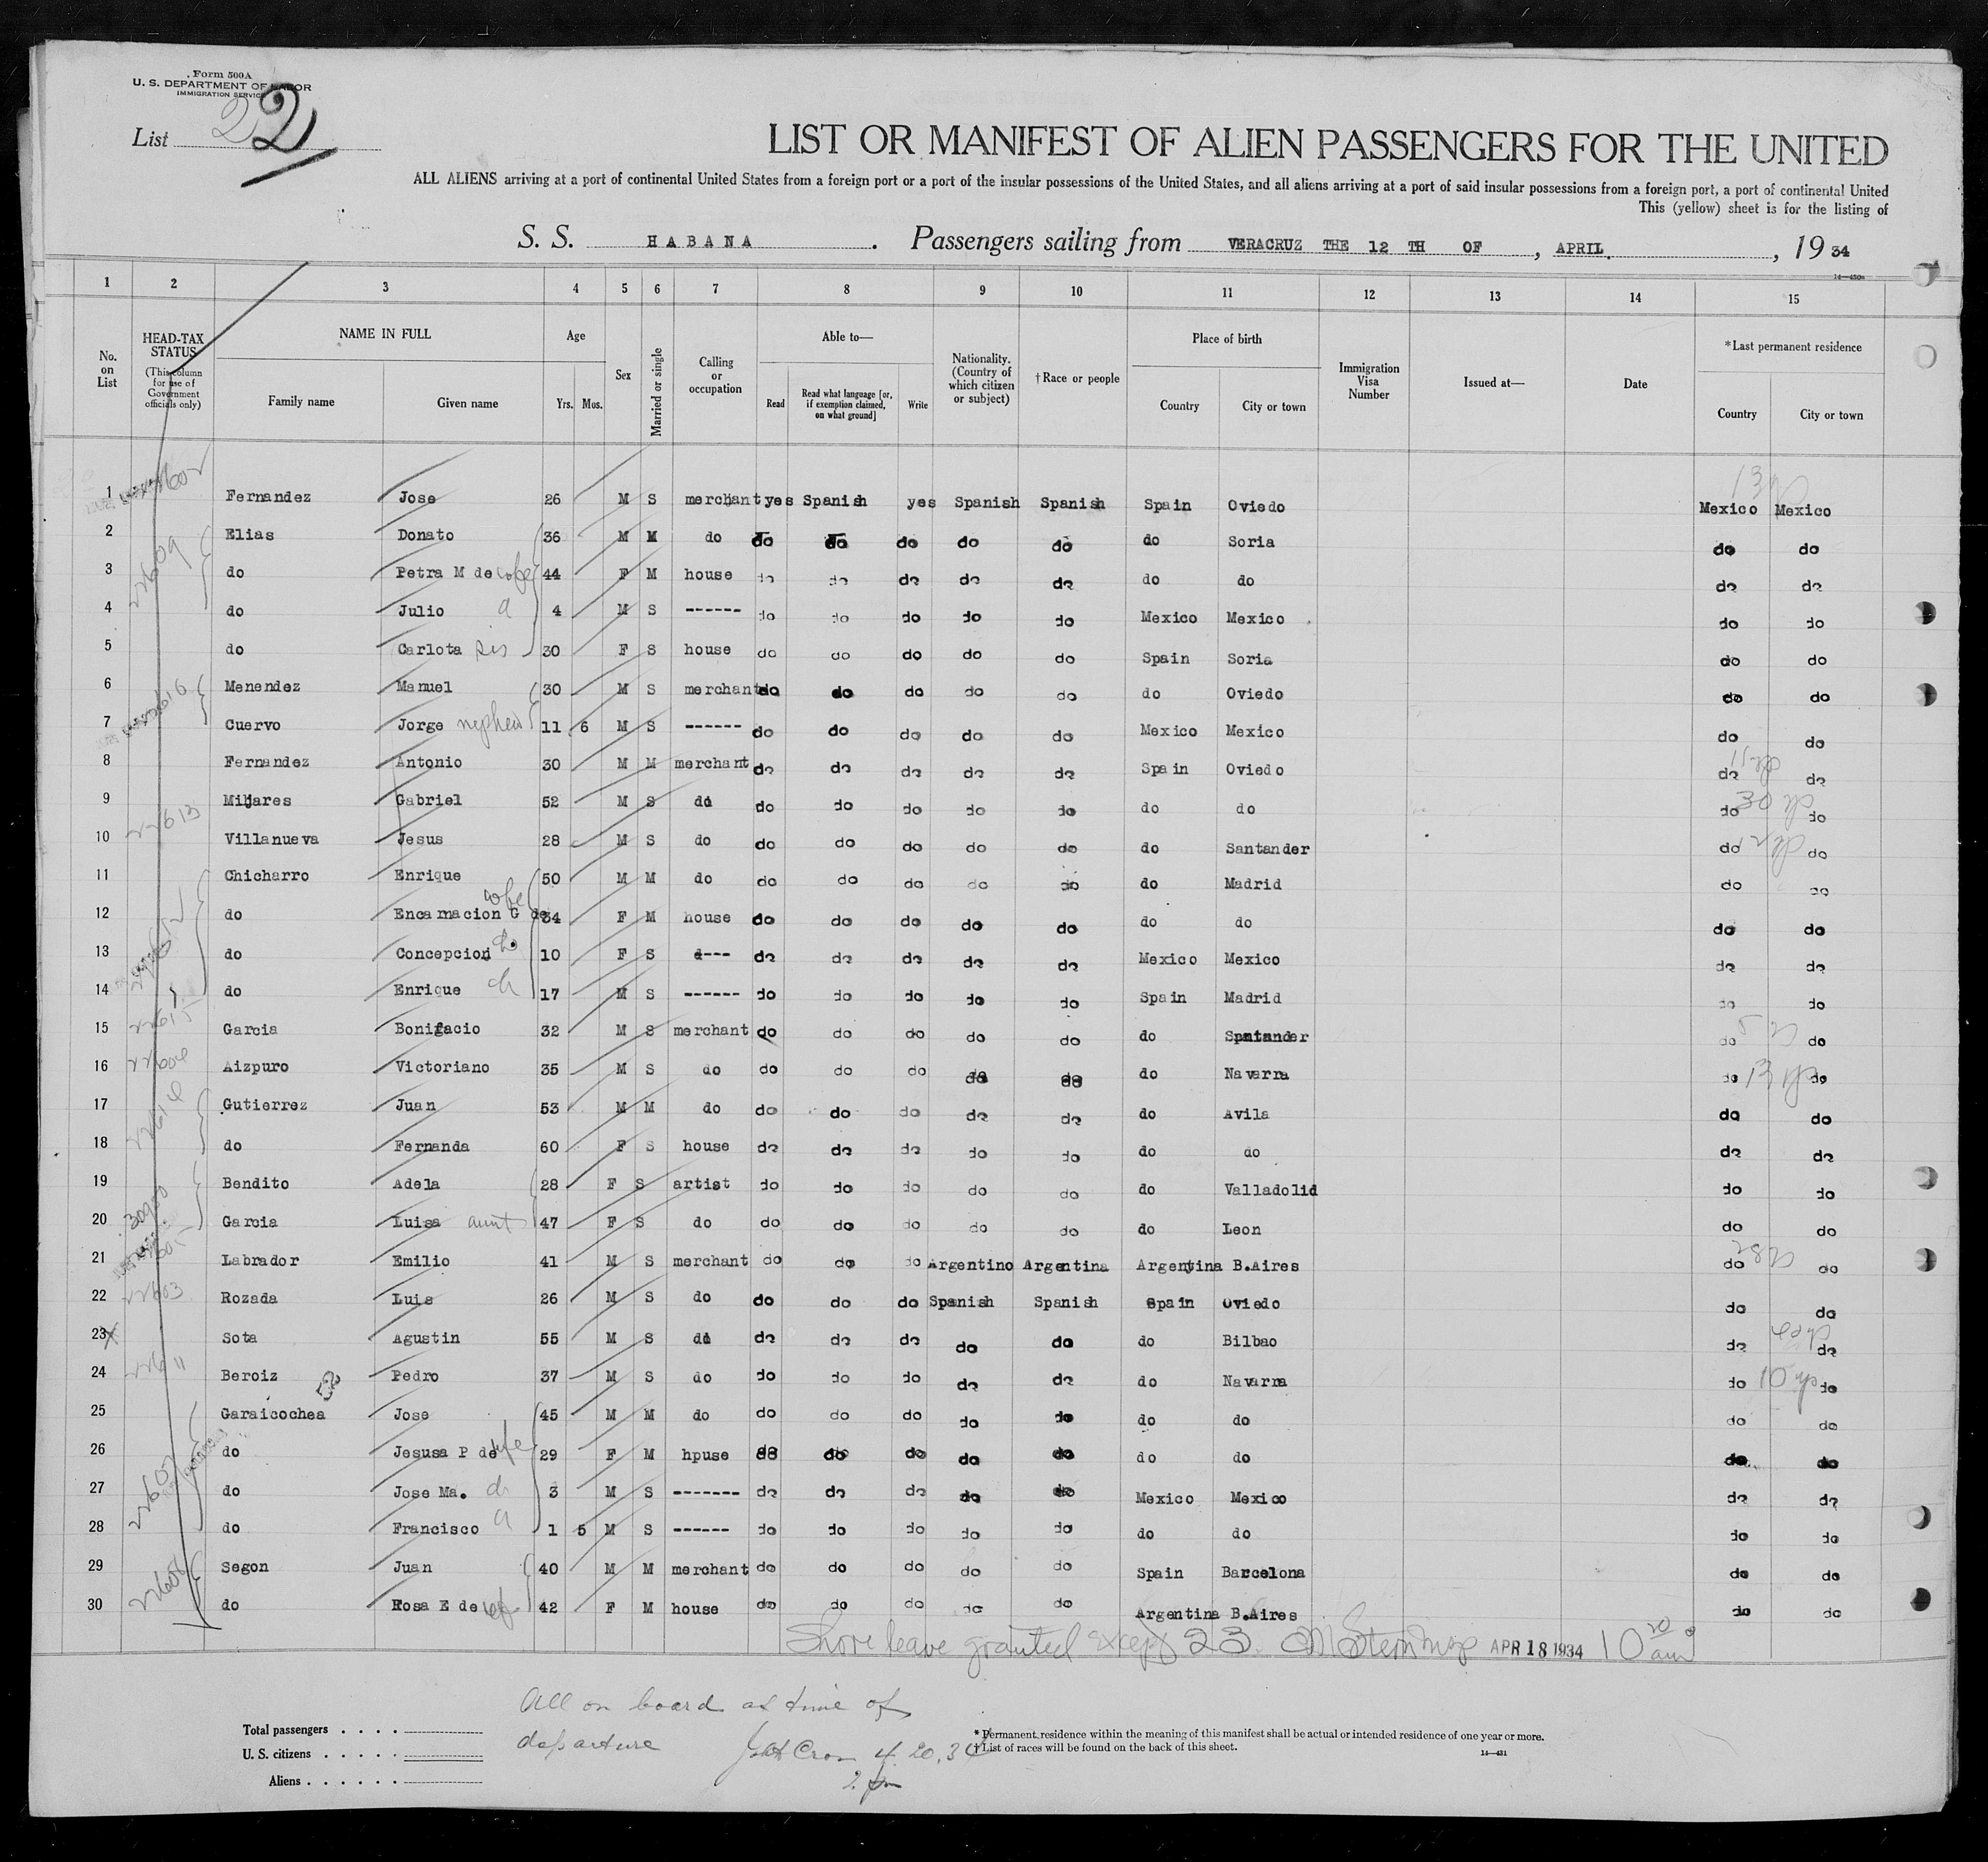 Form 500A
U. S. DEPARTMENT OF LABOR
IMMIGRATION SERVICE
List 22
LIST OR MANIFEST OF ALIEN PASSENGERS FOR THE UNITED
ALL ALIENS arriving at a port of continental United States from a foreign port or a port of the insular possessions of the United States, and all aliens arriving at a port of said insular possessions from a foreign port, a port of continental United
This (yellow) sheet is for the listing of
S. S. HABANA. Passengers sailing from VERACRUZ THE 12 TH OF, APRIL., 19 34
1 2 3 4 5 6 7 8 9 10 11 12 13 14 15
No. on List HEAD-TAX STATUS (This column for use of Government officials only) NAME IN FULL Family name Given name Age Yrs. Mos. Sex Married or single Calling or occupation Able to— Read Read what language [or, if exemption claimed, on what ground] Write Nationality. (Country of which citizen or subject) †Race or people Place of birth Country City or town Immigration Visa Number Issued at— Date *Last permanent residence Country City or town
1 Fernandez Jose 26 M S merchant yes Spanish yes Spanish Spanish Spain Oviedo Mexico Mexico
2 22609 Elias Donato 36 M M do do do do do do do Soria do do
3 do Petra M de wife 44 F M house do do do do do do do do do
4 do Julio 4 M S ------ do do do do do Mexico Mexico do do
5 do Carlota sis 30 F S house do do do do do Spain Soria do do
6 Menendez Manuel 30 M S merchant do do do do do do Oviedo do do
7 Cuervo Jorge nephew 11 6 M S ------ do do do do do Mexico Mexico do do
8 Fernandez Antonio 30 M M merchant do do do do do Spain Oviedo do do
9 Mijares Gabriel 52 M S do do do do do do do do do 30 do
10 22613 Villanueva Jesus 28 M S do do do do do do do Santander do do
11 Chicharro Enrique 50 M M do do do do do do do Madrid do do
12 do Encarnacion G de wife 34 F M house do do do do do do do do do
13 do Concepcion ch 10 F S d--- do do do do do Mexico Mexico do do
14 do Enrique ch 17 M S ------ do do do do do Spain Madrid do do
15 22615 Garcia Bonifacio 32 M S merchant do do do do do do Santander do do
16 22604 Aizpuro Victoriano 35 M S do do do do do do do Navarra do 13 do
17 22614 Gutierrez Juan 53 M M do do do do do do do Avila do do
18 do Fernanda 60 F S house do do do do do do do do do
19 Bendito Adela 28 F S artist do do do do do do Valladolid do do
20 Garcia Luisa aunt 47 F S do do do do do do do Leon do do
21 Labrador Emilio 41 M S merchant do do do Argentino Argentina Argentina B.Aires do do
22 22603 Rozada Luis 26 M S do do do do Spanish Spanish Spain Oviedo do do
23 x Sota Agustin 55 M S do do do do do do do Bilbao do do
24 22611 Beroiz Pedro 37 M S do do do do do do do Navarra do 10 do
25 Garaicochea Jose 45 M M do do do do do do do do do do
26 do Jesusa P de wfe 29 F M hpuse do do do do do do do do do
27 22607 do Jose Ma. ch 3 M S ------- do do do do do Mexico Mexico do do
28 do Francisco 1 5 M S ------ do do do do do do do do do
29 Segon Juan 40 M M merchant do do do do do Spain Barcelona do do
30 22608 do Rosa E de wf 42 F M house do do do do do Argentina B.Aires do do
Shore leave granted except 23. APR 18 1934 10 20 am
All on board at time of
departure 4. 20, 34
2 pm
Total passengers . . . .
U. S. citizens . . . . .
Aliens . . . . . .
* Permanent residence within the meaning of this manifest shall be actual or intended residence of one year or more.
† List of races will be found on the back of this sheet.
14—431